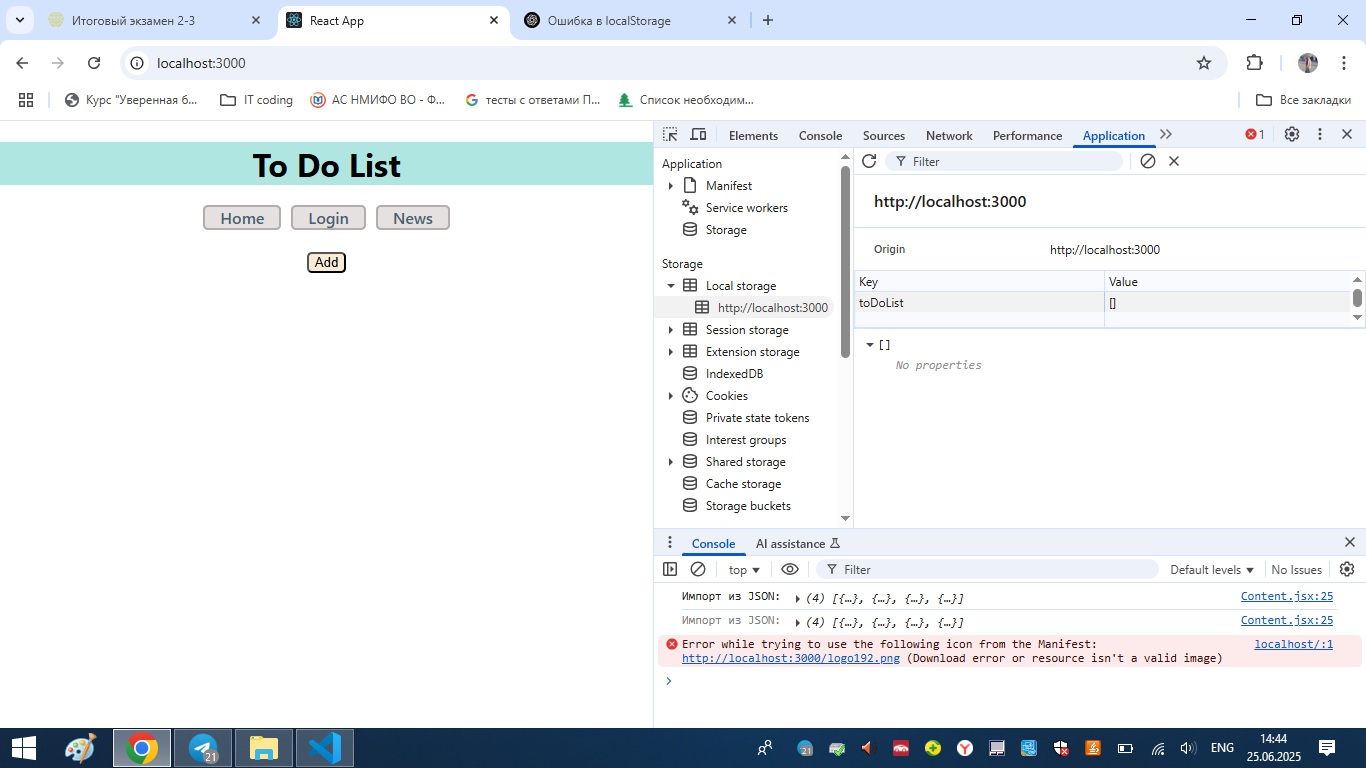 Итоговый экзамен 2-3
React App
Ошибка в localStorage
localhost:3000
Курс "Уверенная б...
IT coding
АС НМИФО ВО - Ф...
тесты с ответами П...
Список необходим...
Все закладки
To Do List
Home
Login
News
Add
Elements
Console
Sources
Network
Performance
Application
1
Application
Manifest
Service workers
Storage
Storage
Local storage
http://localhost:3000
Session storage
Extension storage
IndexedDB
Cookies
Private state tokens
Interest groups
Shared storage
Cache storage
Storage buckets
Filter
http://localhost:3000
Origin http://localhost:3000
Key Value
toDoList []
[]
No properties
Console
AI assistance
top
Filter
Default levels
No Issues
Импорт из JSON: (4) [{…}, {…}, {…}, {…}] Content.jsx:25
Импорт из JSON: (4) [{…}, {…}, {…}, {…}] Content.jsx:25
Error while trying to use the following icon from the Manifest: localhost/:1
http://localhost:3000/logo192.png (Download error or resource isn't a valid image)
21
21
ENG
14:44
25.06.2025